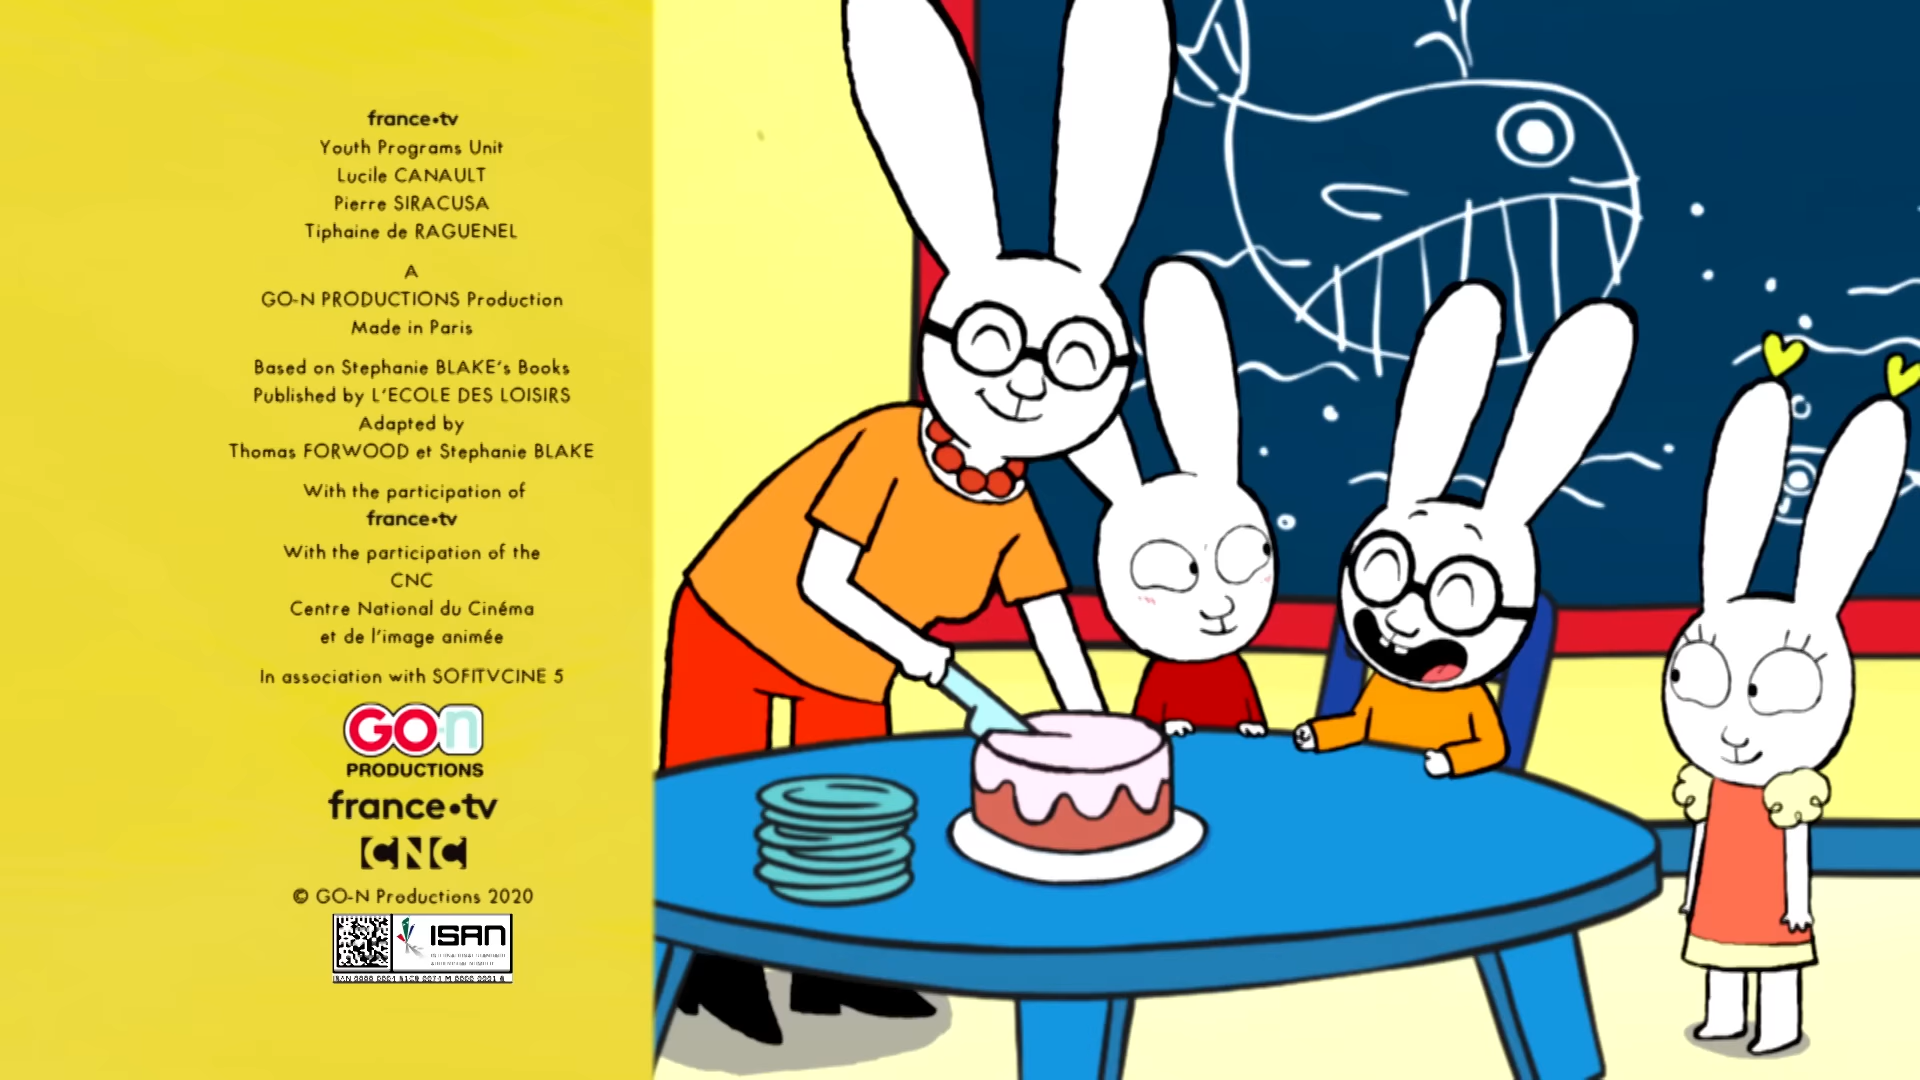 france•tv
Youth Programs Unit
Lucile CANAULT
Pierre SIRACUSA
Tiphaine de RAGUENEL
A
GO-N PRODUCTIONS Production
Made in Paris
Based on Stephanie BLAKE's Books
Published by L'ECOLE DES LOISIRS
Adapted by
Thomas FORWOOD et Stephanie BLAKE
With the participation of
france•tv
With the participation of the
CNC
Centre National du Cinéma
et de l'image animée
In association with SOFITVCINE 5
GO-n
PRODUCTIONS
france•tv
CNC
© GO-N Productions 2020
ISAN